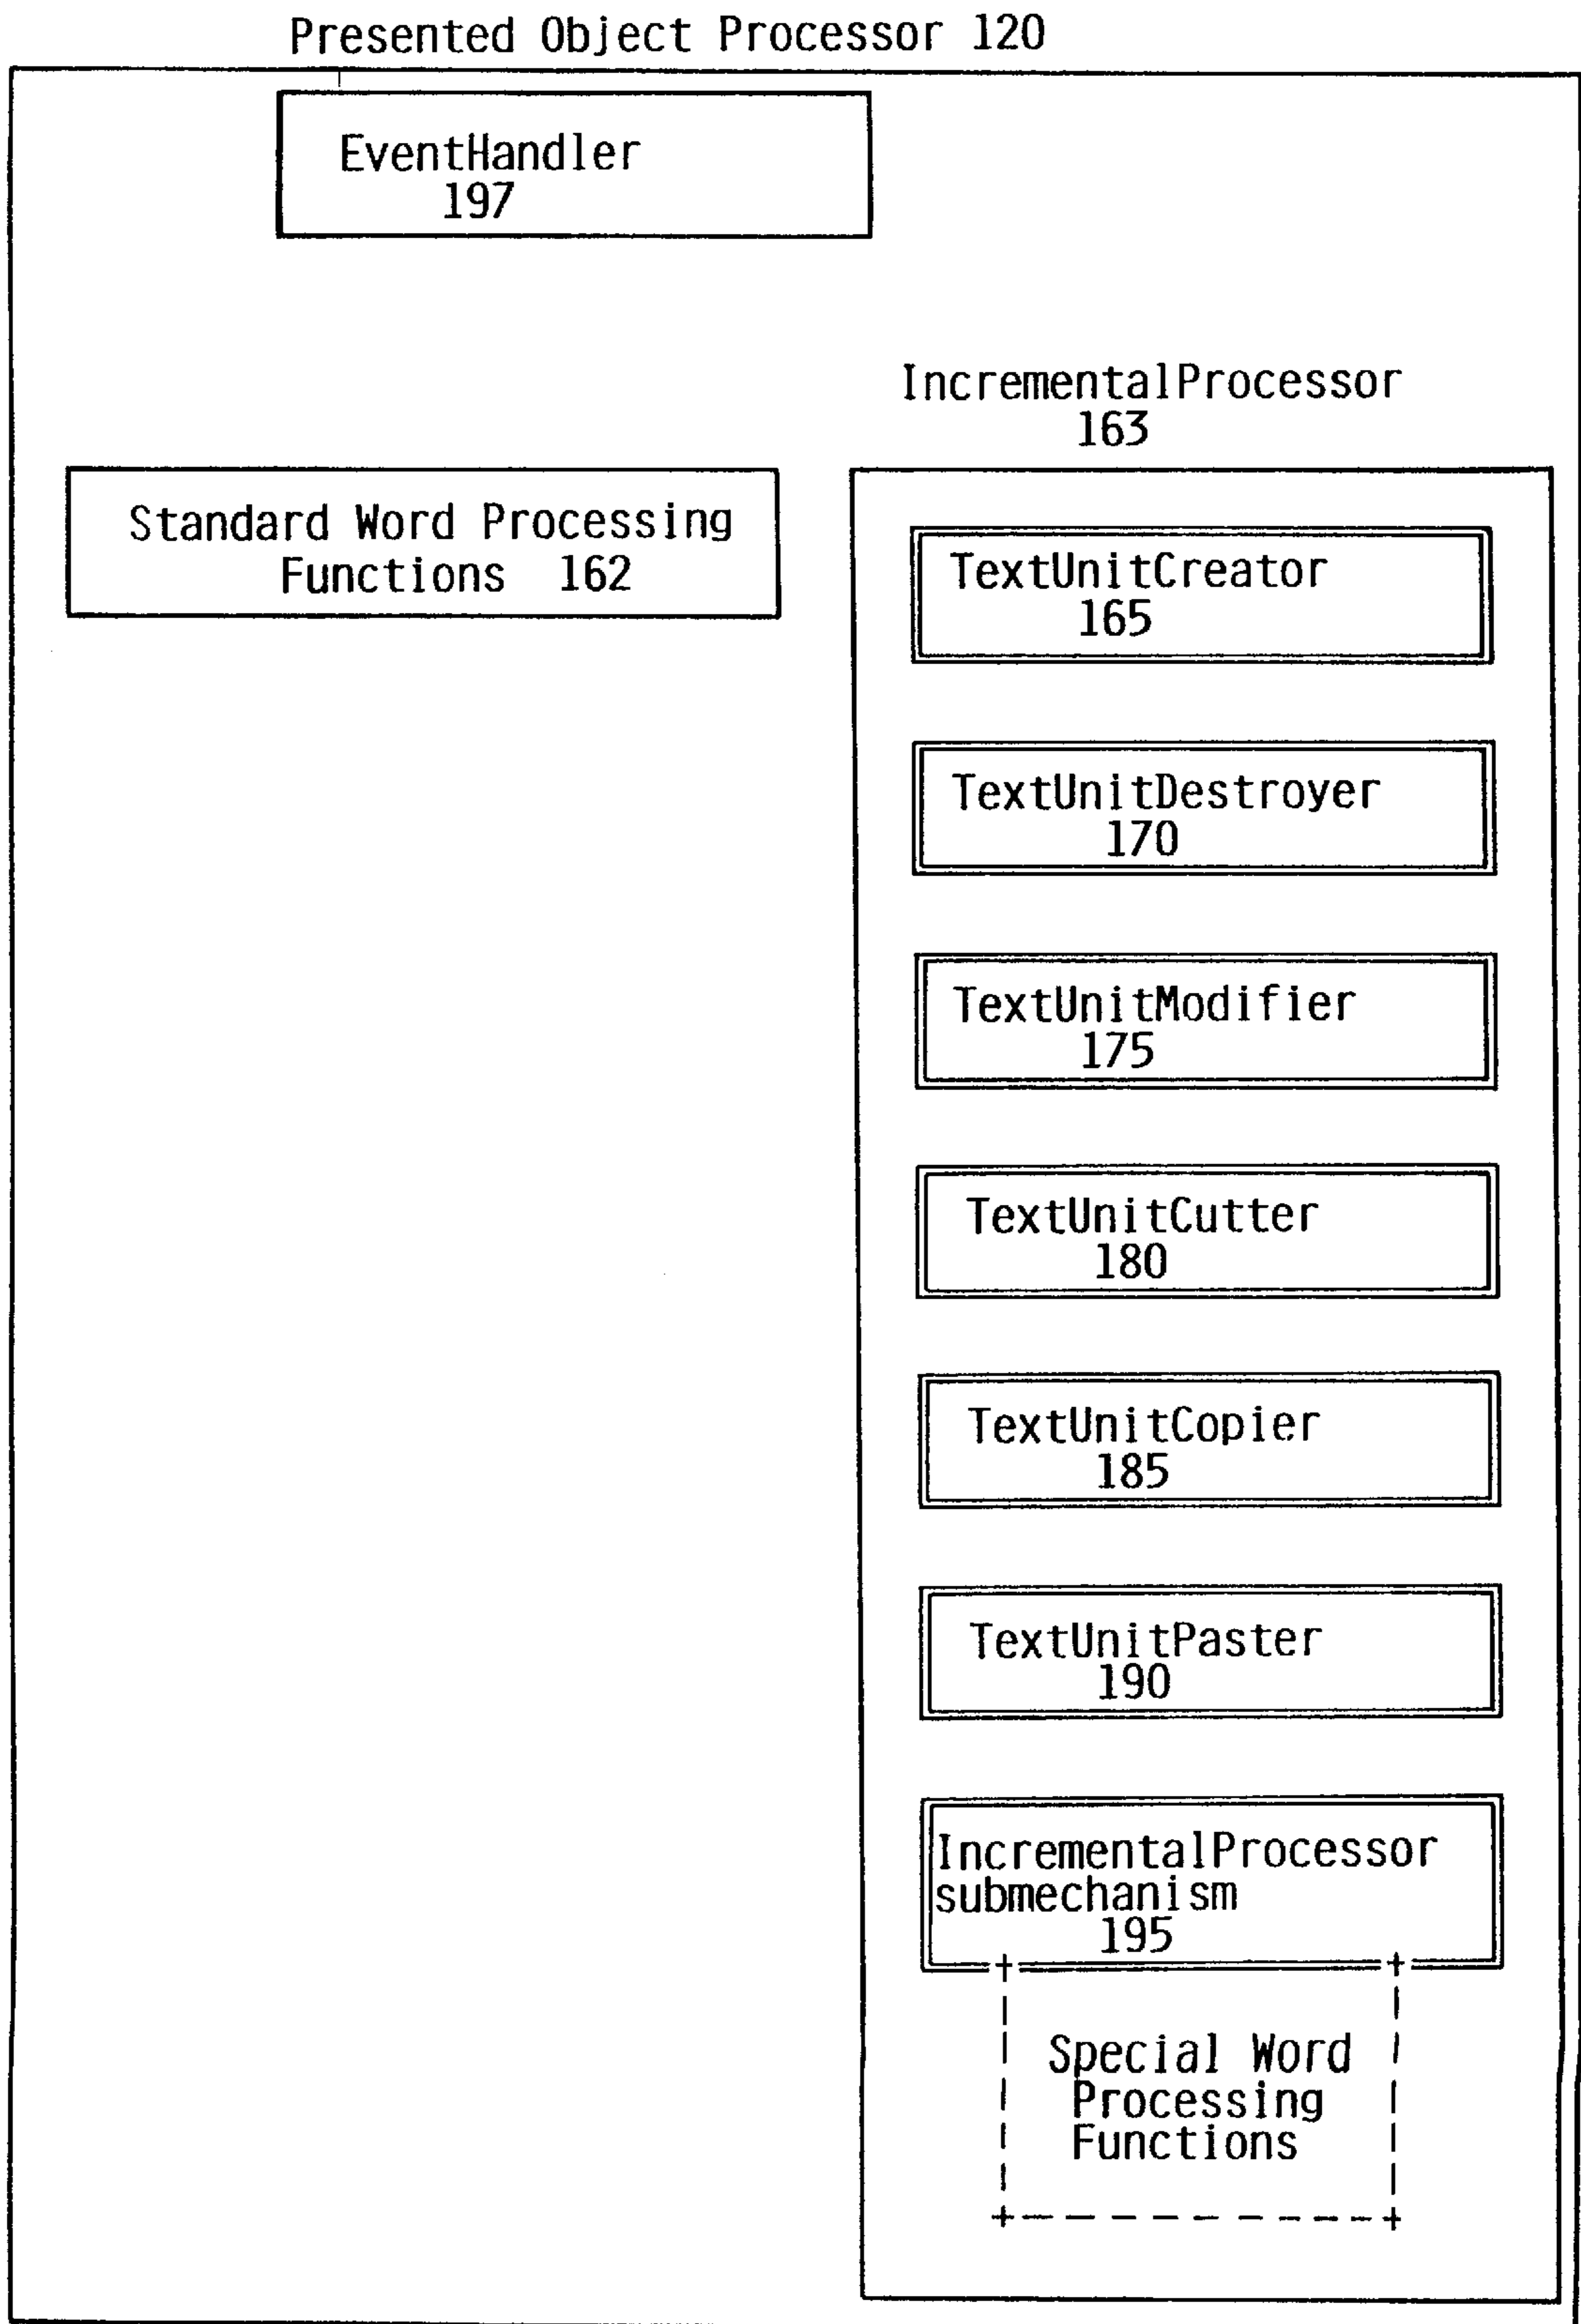 Presented Object Processor 120
EventHandler
197
IncrementalProcessor
163
Standard Word Processing
Functions 162
TextUnitCreator
165
TextUnitDestroyer
170
TextUnitModifier
175
TextUnitCutter
180
TextUnitCopier
185
TextUnitPaster
190
IncrementalProcessor
submechanism
195
Special Word
Processing
Functions